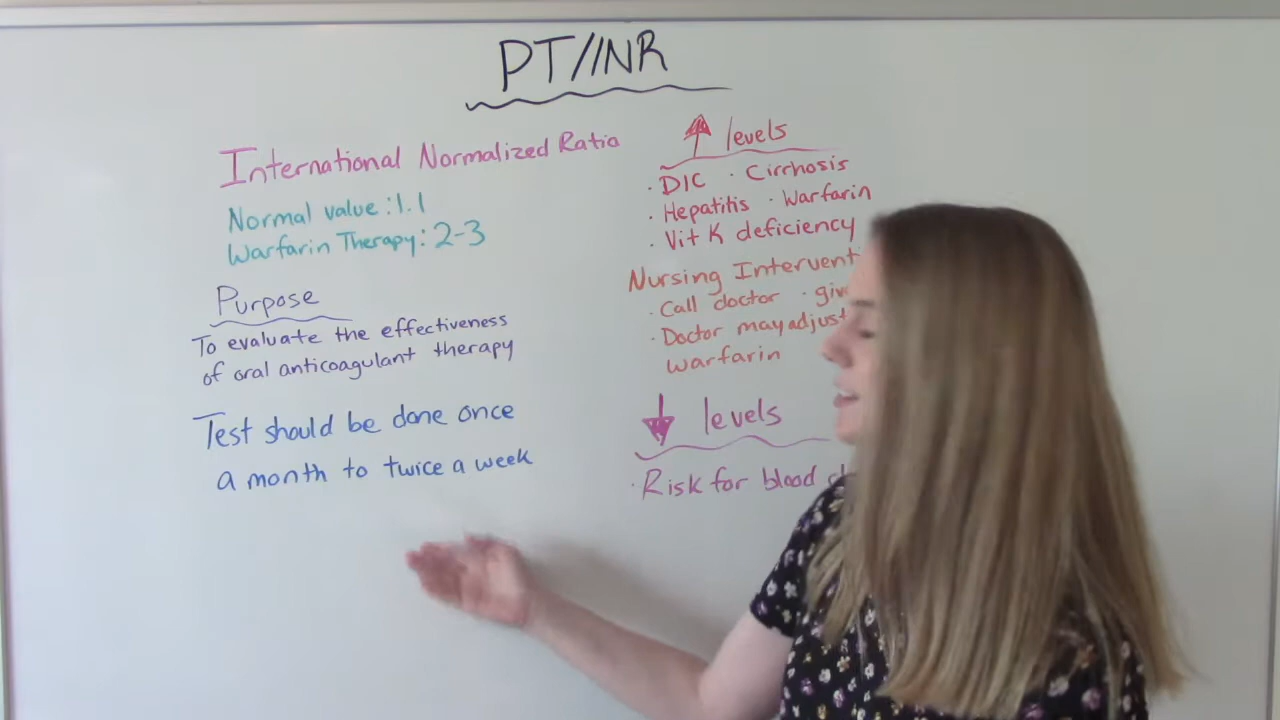 PT/INR
International Normalized Ratio
Normal value: 1.1
Warfarin Therapy: 2-3
Purpose
To evaluate the effectiveness
of oral anticoagulant therapy
Test should be done once
a month to twice a week
↑ levels
· DIC · Cirrhosis
· Hepatitis · Warfarin
· Vit K deficiency
Nursing
· Call doctor ·
· Doctor may adjust
warfarin
↓ levels
· Risk for blood